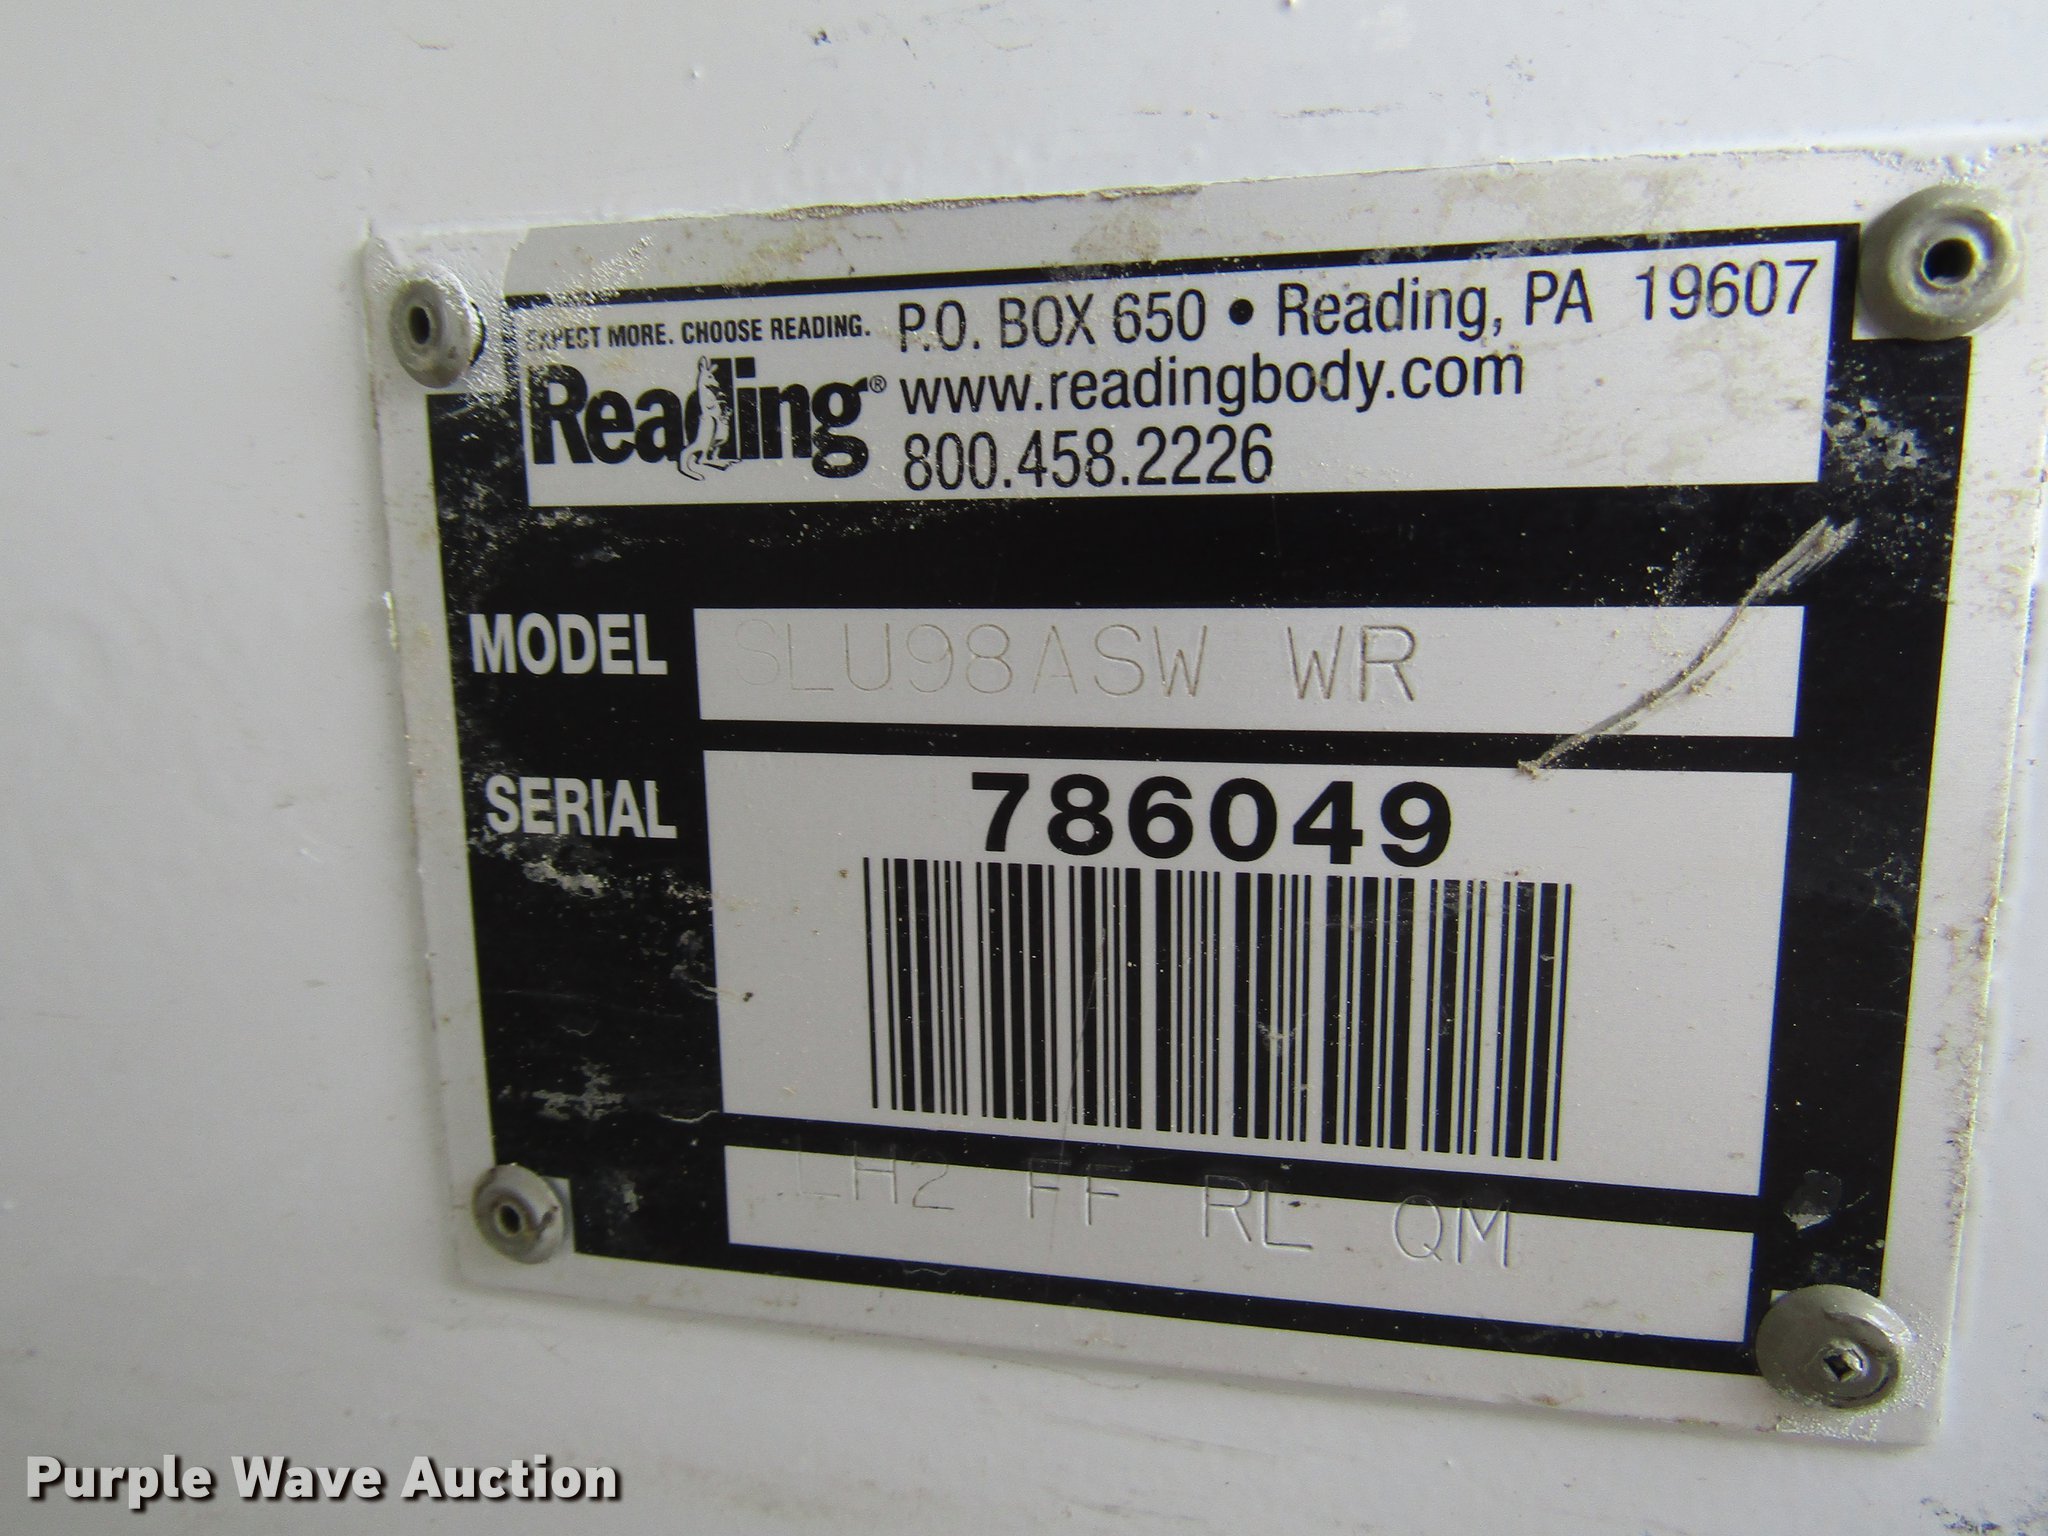 EXPECT MORE. CHOOSE READING.
Reading®
P.O. BOX 650 • Reading, PA 19607
www.readingbody.com
800.458.2226
MODEL SLU98ASW WR
SERIAL 786049
LH2 FF RL QM
Purple Wave Auction